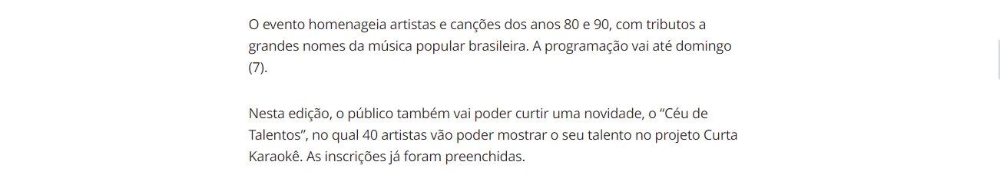 O evento homenageia artistas e canções dos anos 80 e 90, com tributos a
grandes nomes da música popular brasileira. A programação vai até domingo
(7).
Nesta edição, o público também vai poder curtir uma novidade, o “Céu de
Talentos”, no qual 40 artistas vão poder mostrar o seu talento no projeto Curta
Karaokê. As inscrições já foram preenchidas.